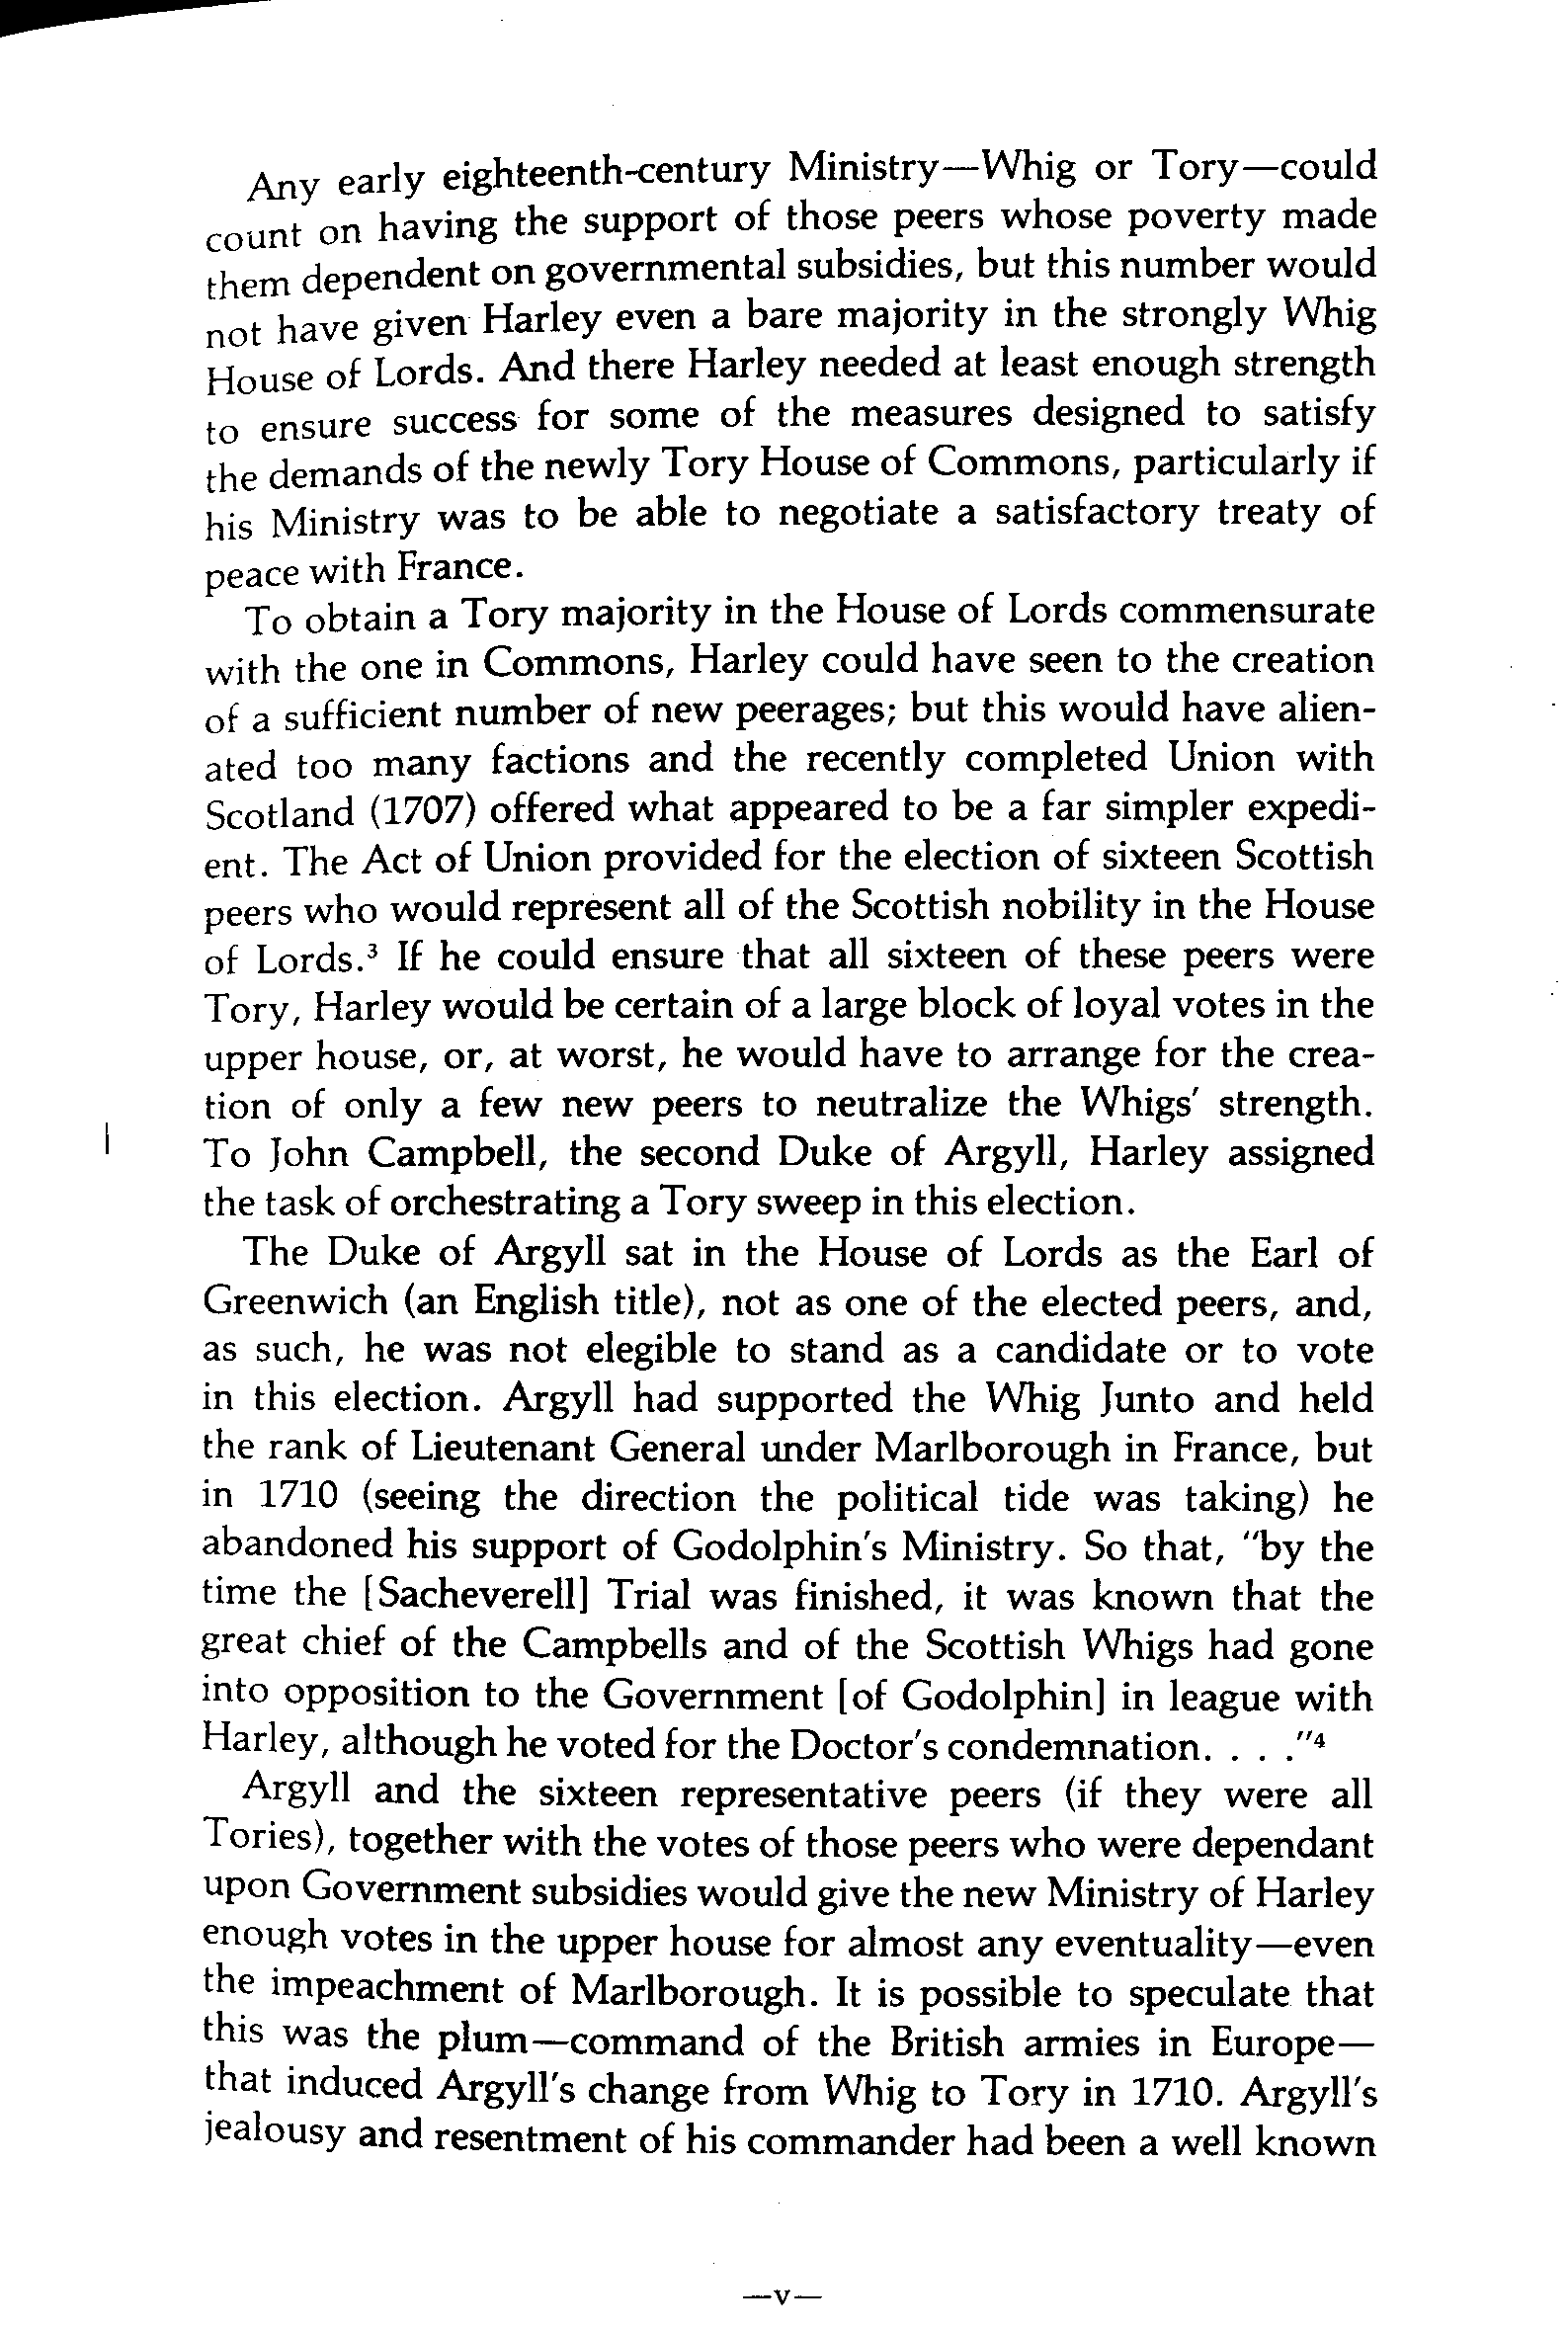 Any early eighteenth-century Ministry—Whig or Tory—could
count on having the support of those peers whose poverty made
them dependent on governmental subsidies, but this number would
not have given Harley even a bare majority in the strongly Whig
House of Lords. And there Harley needed at least enough strength
to ensure success for some of the measures designed to satisfy
the demands of the newly Tory House of Commons, particularly if
his Ministry was to be able to negotiate a satisfactory treaty of
peace with France.
To obtain a Tory majority in the House of Lords commensurate
with the one in Commons, Harley could have seen to the creation
of a sufficient number of new peerages; but this would have alien-
ated too many factions and the recently completed Union with
Scotland (1707) offered what appeared to be a far simpler expedi-
ent. The Act of Union provided for the election of sixteen Scottish
peers who would represent all of the Scottish nobility in the House
of Lords.³ If he could ensure that all sixteen of these peers were
Tory, Harley would be certain of a large block of loyal votes in the
upper house, or, at worst, he would have to arrange for the crea-
tion of only a few new peers to neutralize the Whigs' strength.
To John Campbell, the second Duke of Argyll, Harley assigned
the task of orchestrating a Tory sweep in this election.
The Duke of Argyll sat in the House of Lords as the Earl of
Greenwich (an English title), not as one of the elected peers, and,
as such, he was not elegible to stand as a candidate or to vote
in this election. Argyll had supported the Whig Junto and held
the rank of Lieutenant General under Marlborough in France, but
in 1710 (seeing the direction the political tide was taking) he
abandoned his support of Godolphin's Ministry. So that, "by the
time the [Sacheverell] Trial was finished, it was known that the
great chief of the Campbells and of the Scottish Whigs had gone
into opposition to the Government [of Godolphin] in league with
Harley, although he voted for the Doctor's condemnation. . . ."⁴
Argyll and the sixteen representative peers (if they were all
Tories), together with the votes of those peers who were dependant
upon Government subsidies would give the new Ministry of Harley
enough votes in the upper house for almost any eventuality—even
the impeachment of Marlborough. It is possible to speculate that
this was the plum—command of the British armies in Europe—
that induced Argyll's change from Whig to Tory in 1710. Argyll's
jealousy and resentment of his commander had been a well known
—v—